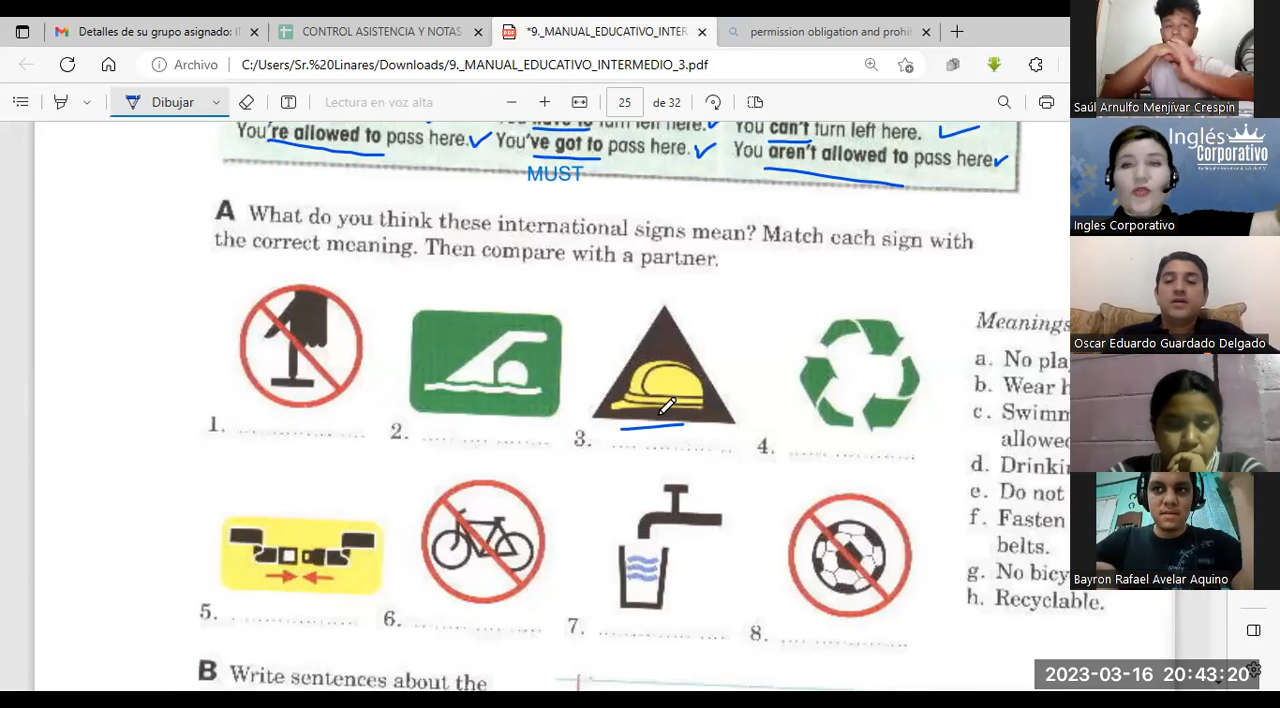 Detalles de su grupo asignado: I
CONTROL ASISTENCIA Y NOTAS
*9._MANUAL_EDUCATIVO_INTER
permission obligation and prohi
Archivo
C:/Users/Sr.%20Linares/Downloads/9._MANUAL_EDUCATIVO_INTERMEDIO_3.pdf
Dibujar
Lectura en voz alta
25
de 32
turn left here.
You can't turn left here.
You're allowed to pass here.
You've got to pass here.
You aren't allowed to pass here
MUST
A What do you think these international signs mean? Match each sign with
the correct meaning. Then compare with a partner.
Meanings
a. No pla
b. Wear h
c. Swimm
allowe
d. Drinki
e. Do not
f. Fasten
belts.
g. No bicy
h. Recyclable.
1.
2.
3.
4.
5.
6.
7.
8.
B Write sentences about the
Saúl Arnulfo Menjívar Crespin
Inglés
Corporativo
Ingles Corporativo
Oscar Eduardo Guardado Delgado
Bayron Rafael Avelar Aquino
2023-03-16 20:43:20